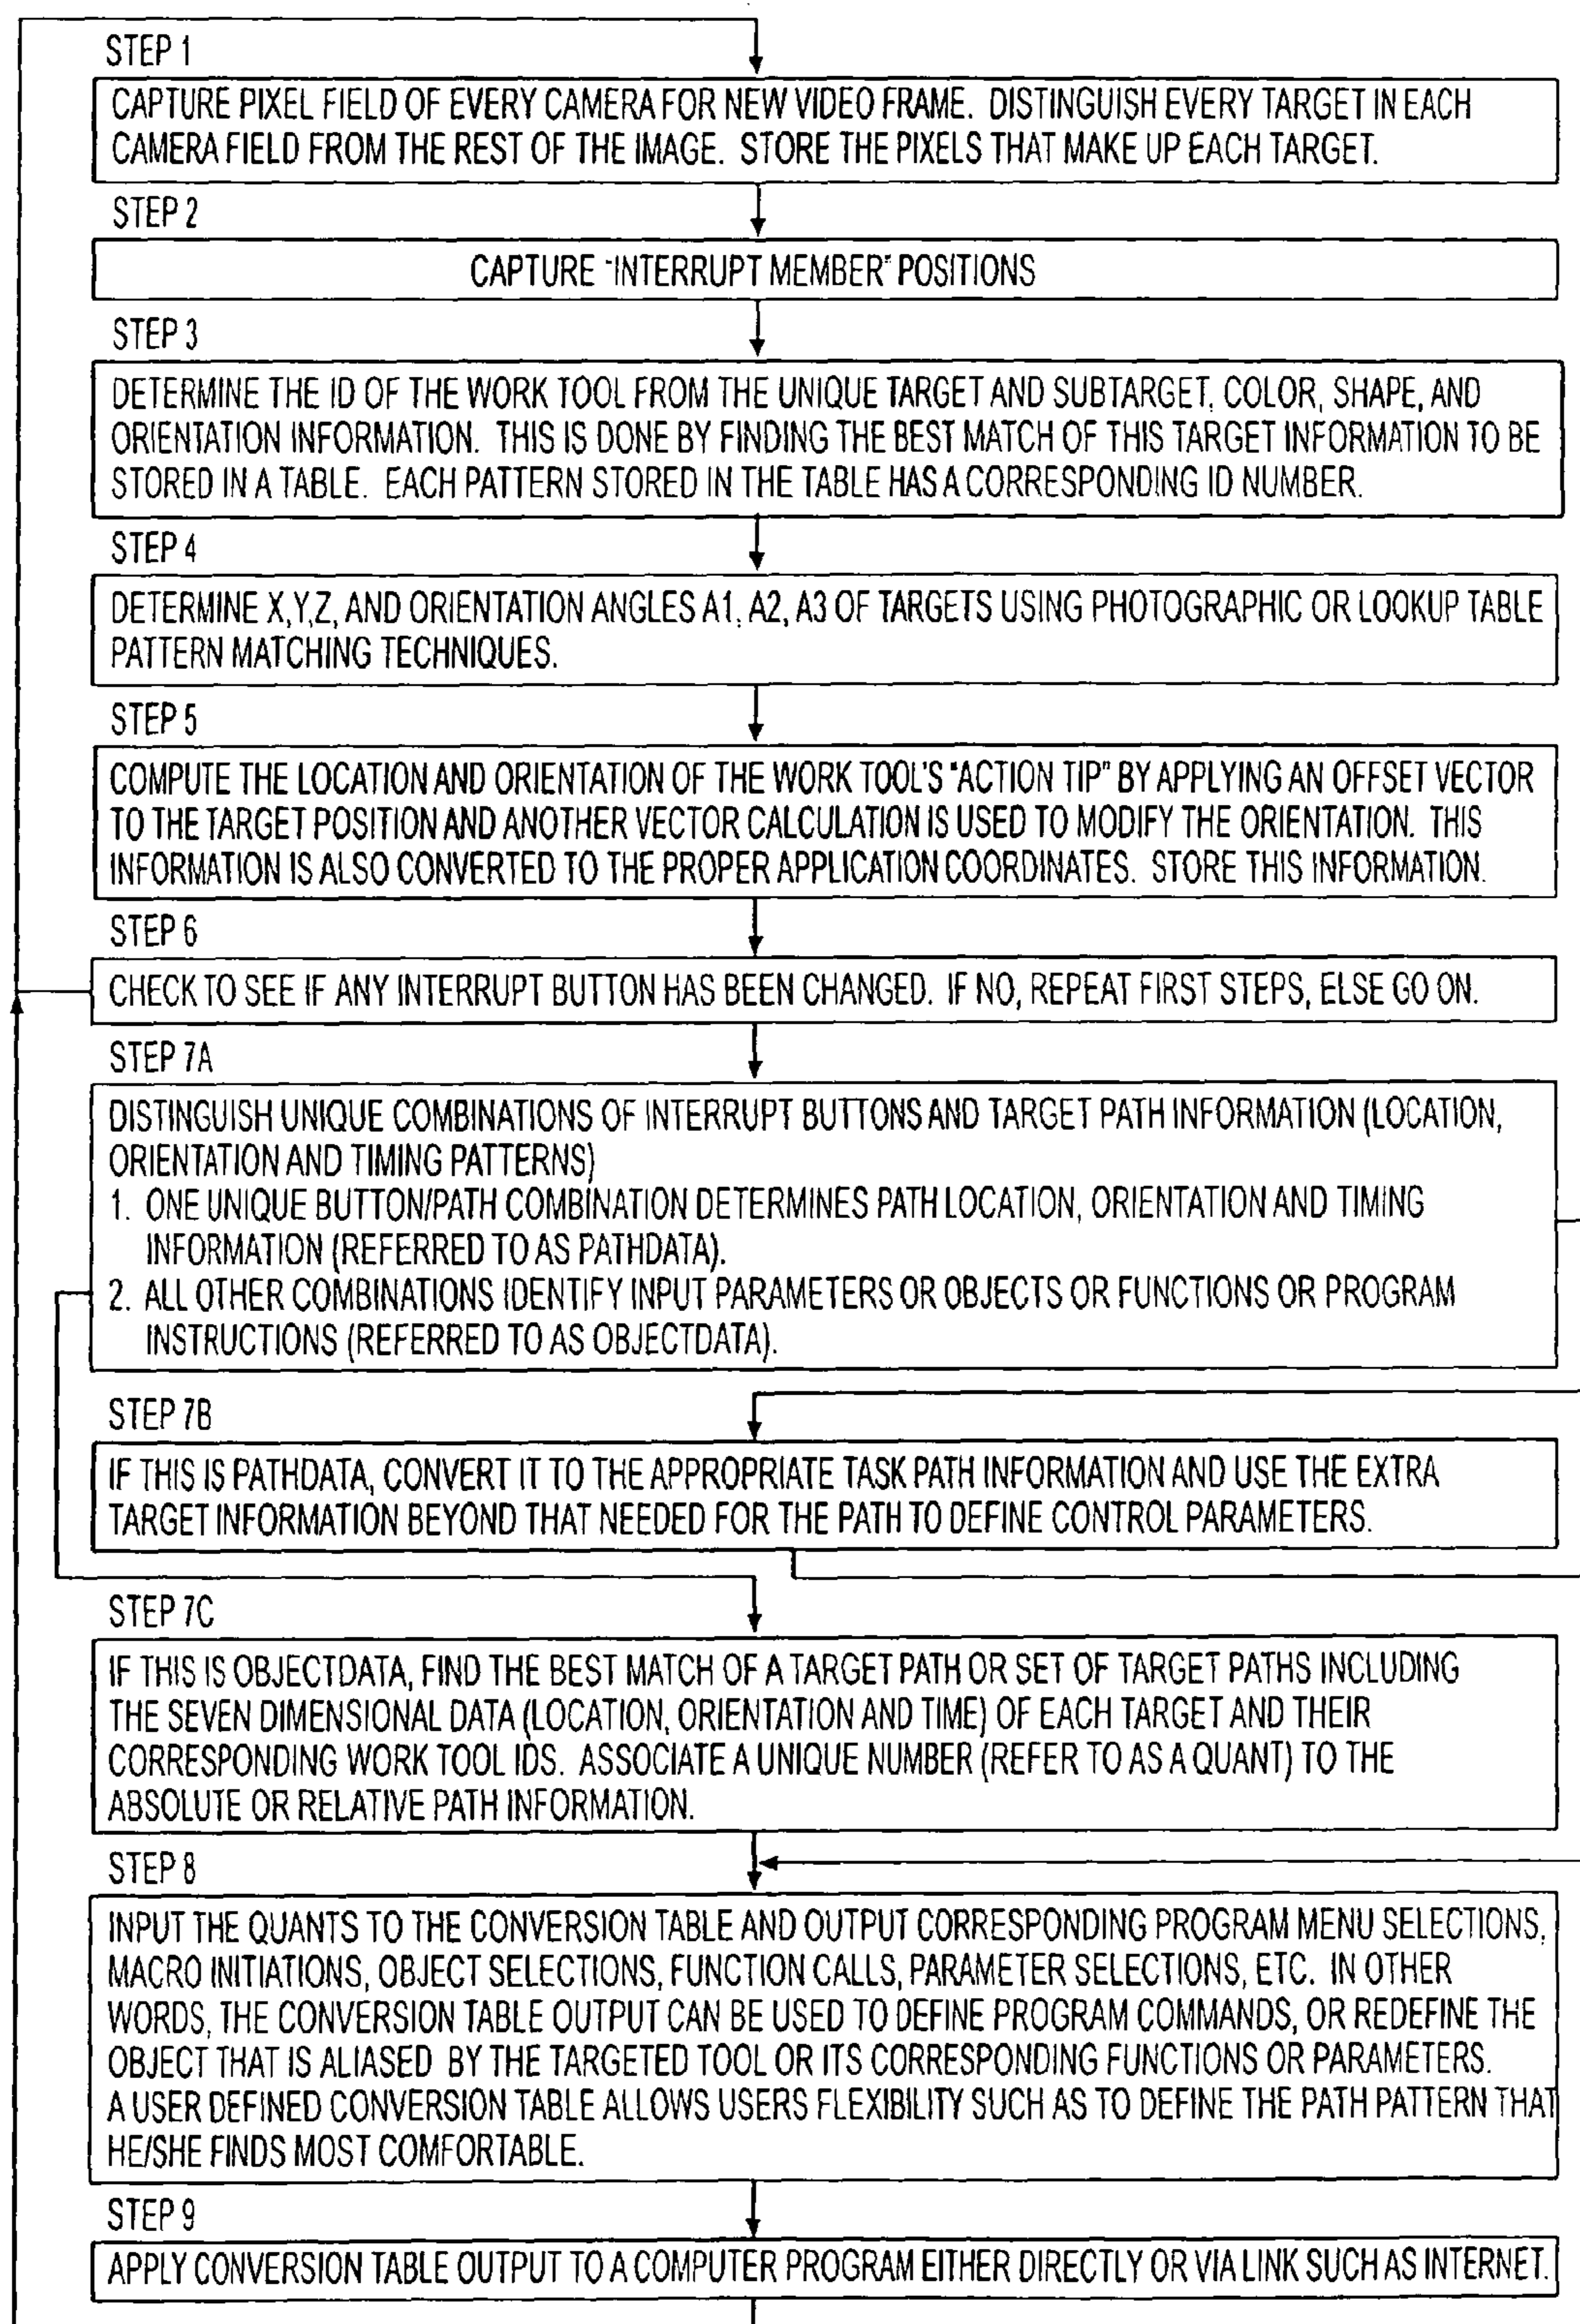 STEP 1
CAPTURE PIXEL FIELD OF EVERY CAMERA FOR NEW VIDEO FRAME. DISTINGUISH EVERY TARGET IN EACH
CAMERA FIELD FROM THE REST OF THE IMAGE. STORE THE PIXELS THAT MAKE UP EACH TARGET.
STEP 2
CAPTURE "INTERRUPT MEMBER" POSITIONS
STEP 3
DETERMINE THE ID OF THE WORK TOOL FROM THE UNIQUE TARGET AND SUBTARGET, COLOR, SHAPE, AND
ORIENTATION INFORMATION. THIS IS DONE BY FINDING THE BEST MATCH OF THIS TARGET INFORMATION TO BE
STORED IN A TABLE. EACH PATTERN STORED IN THE TABLE HAS A CORRESPONDING ID NUMBER.
STEP 4
DETERMINE X,Y,Z, AND ORIENTATION ANGLES A1, A2, A3 OF TARGETS USING PHOTOGRAPHIC OR LOOKUP TABLE
PATTERN MATCHING TECHNIQUES.
STEP 5
COMPUTE THE LOCATION AND ORIENTATION OF THE WORK TOOL'S "ACTION TIP" BY APPLYING AN OFFSET VECTOR
TO THE TARGET POSITION AND ANOTHER VECTOR CALCULATION IS USED TO MODIFY THE ORIENTATION. THIS
INFORMATION IS ALSO CONVERTED TO THE PROPER APPLICATION COORDINATES. STORE THIS INFORMATION.
STEP 6
CHECK TO SEE IF ANY INTERRUPT BUTTON HAS BEEN CHANGED. IF NO, REPEAT FIRST STEPS, ELSE GO ON.
STEP 7A
DISTINGUISH UNIQUE COMBINATIONS OF INTERRUPT BUTTONS AND TARGET PATH INFORMATION (LOCATION,
ORIENTATION AND TIMING PATTERNS)
1. ONE UNIQUE BUTTON/PATH COMBINATION DETERMINES PATH LOCATION, ORIENTATION AND TIMING
INFORMATION (REFERRED TO AS PATHDATA).
2. ALL OTHER COMBINATIONS IDENTIFY INPUT PARAMETERS OR OBJECTS OR FUNCTIONS OR PROGRAM
INSTRUCTIONS (REFERRED TO AS OBJECTDATA).
STEP 7B
IF THIS IS PATHDATA, CONVERT IT TO THE APPROPRIATE TASK PATH INFORMATION AND USE THE EXTRA
TARGET INFORMATION BEYOND THAT NEEDED FOR THE PATH TO DEFINE CONTROL PARAMETERS.
STEP 7C
IF THIS IS OBJECTDATA, FIND THE BEST MATCH OF A TARGET PATH OR SET OF TARGET PATHS INCLUDING
THE SEVEN DIMENSIONAL DATA (LOCATION, ORIENTATION AND TIME) OF EACH TARGET AND THEIR
CORRESPONDING WORK TOOL IDS. ASSOCIATE A UNIQUE NUMBER (REFER TO AS A QUANT) TO THE
ABSOLUTE OR RELATIVE PATH INFORMATION.
STEP 8
INPUT THE QUANTS TO THE CONVERSION TABLE AND OUTPUT CORRESPONDING PROGRAM MENU SELECTIONS,
MACRO INITIATIONS, OBJECT SELECTIONS, FUNCTION CALLS, PARAMETER SELECTIONS, ETC. IN OTHER
WORDS, THE CONVERSION TABLE OUTPUT CAN BE USED TO DEFINE PROGRAM COMMANDS, OR REDEFINE THE
OBJECT THAT IS ALIASED BY THE TARGETED TOOL OR ITS CORRESPONDING FUNCTIONS OR PARAMETERS.
A USER DEFINED CONVERSION TABLE ALLOWS USERS FLEXIBILITY SUCH AS TO DEFINE THE PATH PATTERN THAT
HE/SHE FINDS MOST COMFORTABLE.
STEP 9
APPLY CONVERSION TABLE OUTPUT TO A COMPUTER PROGRAM EITHER DIRECTLY OR VIA LINK SUCH AS INTERNET.